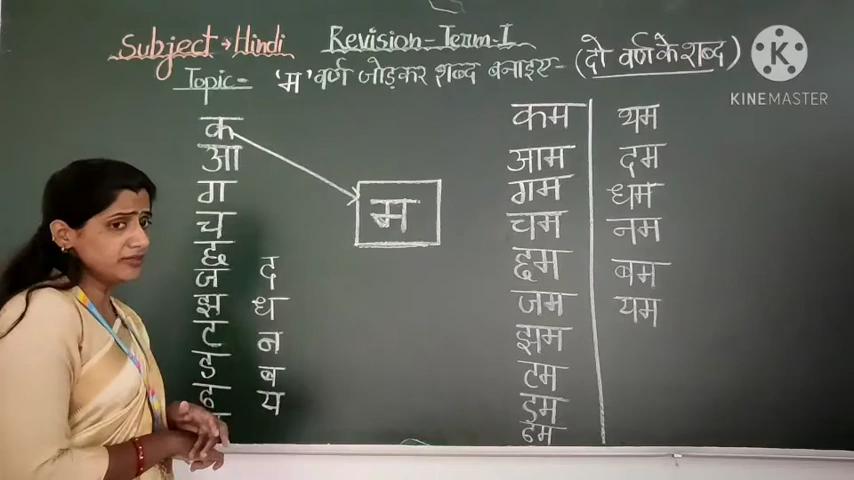 Subject → Hindi
Revision-Term-I
Topic- 'म' वर्ण जोड़कर शब्द बनाइए- (दो वर्ण के शब्द)
K
KINEMASTER
क
आ
ग
च
छ
ज
झ
ट
ड
द
ध
न
ब
य
म
कम
आम
गम
चम
छम
जम
झम
टम
डम
ढम
थम
दम
धम
नम
बम
यम